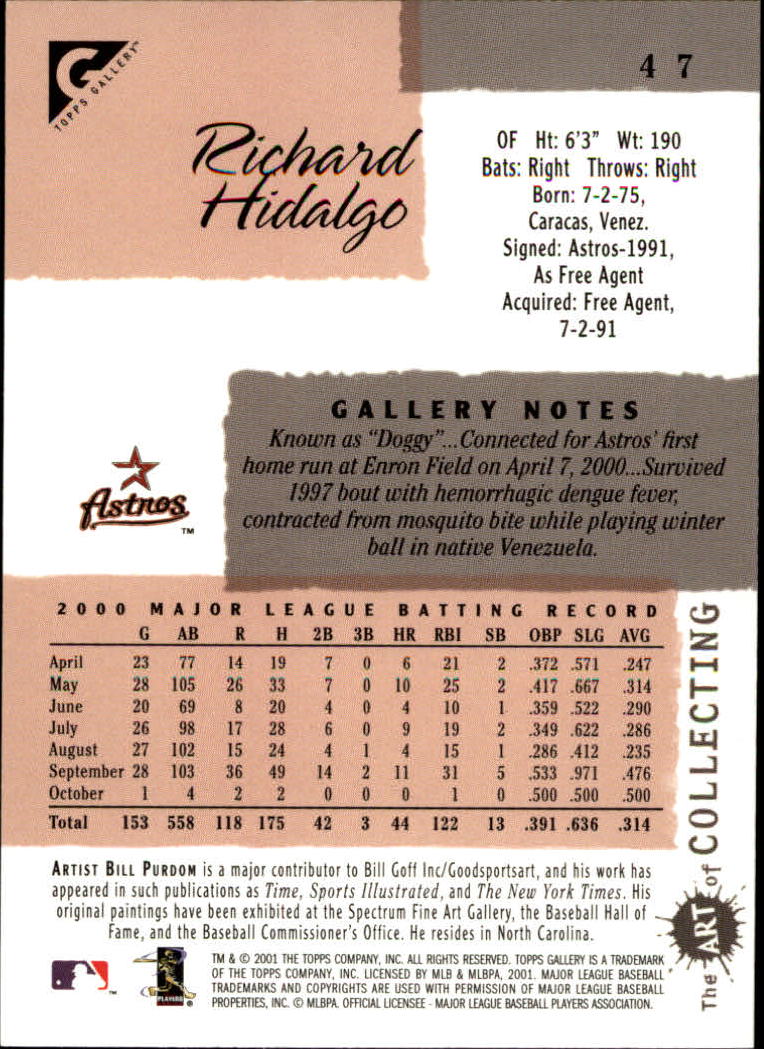 G
TOPPS GALLERY™
47
Richard
Hidalgo
OF Ht: 6'3" Wt: 190
Bats: Right Throws: Right
Born: 7-2-75,
Caracas, Venez.
Signed: Astros-1991,
As Free Agent
Acquired: Free Agent,
7-2-91
GALLERY NOTES
Known as "Doggy"...Connected for Astros' first
home run at Enron Field on April 7, 2000...Survived
1997 bout with hemorrhagic dengue fever,
contracted from mosquito bite while playing winter
ball in native Venezuela.
Astros
™
2000 MAJOR LEAGUE BATTING RECORD
G AB R H 2B 3B HR RBI SB OBP SLG AVG
April 23 77 14 19 7 0 6 21 2 .372 .571 .247
May 28 105 26 33 7 0 10 25 2 .417 .667 .314
June 20 69 8 20 4 0 4 10 1 .359 .522 .290
July 26 98 17 28 6 0 9 19 2 .349 .622 .286
August 27 102 15 24 4 1 4 15 1 .286 .412 .235
September 28 103 36 49 14 2 11 31 5 .533 .971 .476
October 1 4 2 2 0 0 0 1 0 .500 .500 .500
Total 153 558 118 175 42 3 44 122 13 .391 .636 .314
The ART of COLLECTING
ARTIST BILL PURDOM is a major contributor to Bill Goff Inc/Goodsportsart, and his work has
appeared in such publications as Time, Sports Illustrated, and The New York Times. His
original paintings have been exhibited at the Spectrum Fine Art Gallery, the Baseball Hall of
Fame, and the Baseball Commissioner's Office. He resides in North Carolina.
™
PLAYERS
®
TM & © 2001 THE TOPPS COMPANY, INC. ALL RIGHTS RESERVED. TOPPS GALLERY IS A TRADEMARK
OF THE TOPPS COMPANY, INC. LICENSED BY MLB & MLBPA, 2001. MAJOR LEAGUE BASEBALL
TRADEMARKS AND COPYRIGHTS ARE USED WITH PERMISSION OF MAJOR LEAGUE BASEBALL
PROPERTIES, INC. © MLBPA. OFFICIAL LICENSEE - MAJOR LEAGUE BASEBALL PLAYERS ASSOCIATION.